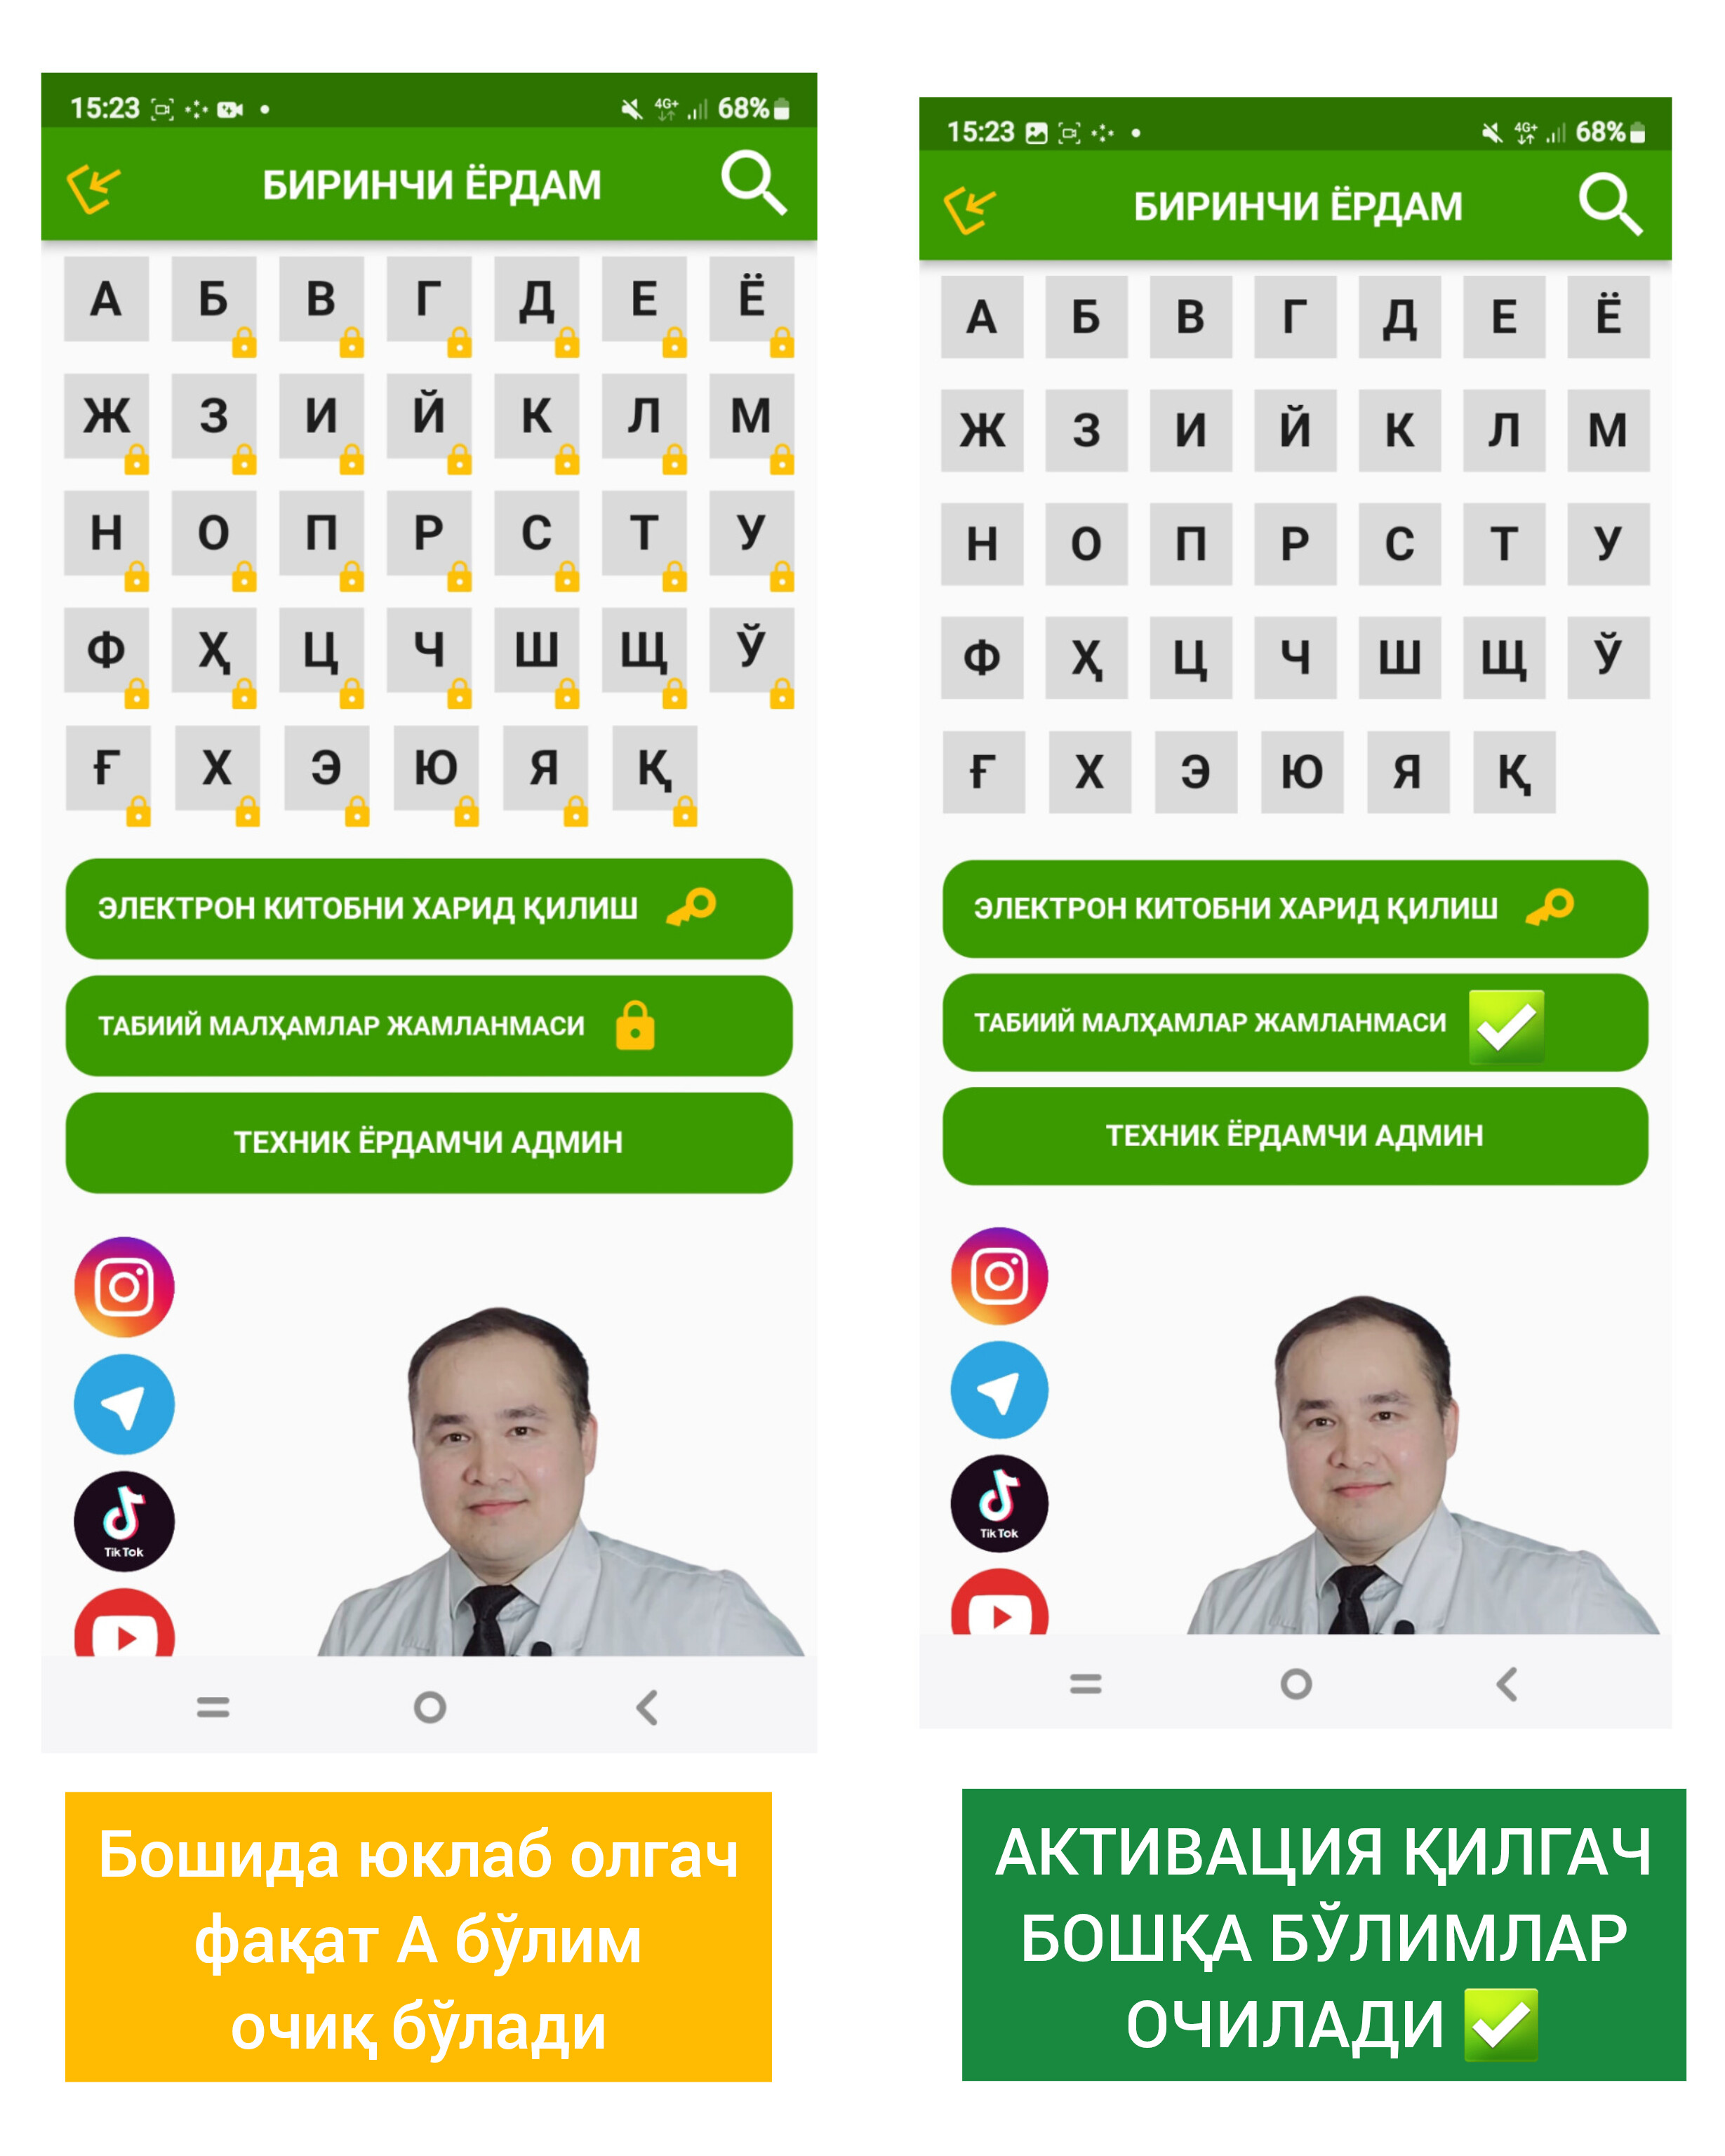 15:23
4G+
68%
БИРИНЧИ ЁРДАМ
А Б В Г Д Е Ё
Ж З И Й К Л М
Н О П Р С Т У
Ф Ҳ Ц Ч Ш Щ Ў
Ғ Х Э Ю Я Қ
ЭЛЕКТРОН КИТОБНИ ХАРИД ҚИЛИШ
ТАБИИЙ МАЛҲАМЛАР ЖАМЛАНМАСИ
ТЕХНИК ЁРДАМЧИ АДМИН
TikTok
Бошида юклаб олгач
фақат А бўлим
очиқ бўлади
15:23
4G+
68%
БИРИНЧИ ЁРДАМ
А Б В Г Д Е Ё
Ж З И Й К Л М
Н О П Р С Т У
Ф Ҳ Ц Ч Ш Щ Ў
Ғ Х Э Ю Я Қ
ЭЛЕКТРОН КИТОБНИ ХАРИД ҚИЛИШ
ТАБИИЙ МАЛҲАМЛАР ЖАМЛАНМАСИ
ТЕХНИК ЁРДАМЧИ АДМИН
TikTok
АКТИВАЦИЯ ҚИЛГАЧ
БОШҚА БЎЛИМЛАР
ОЧИЛАДИ ✅